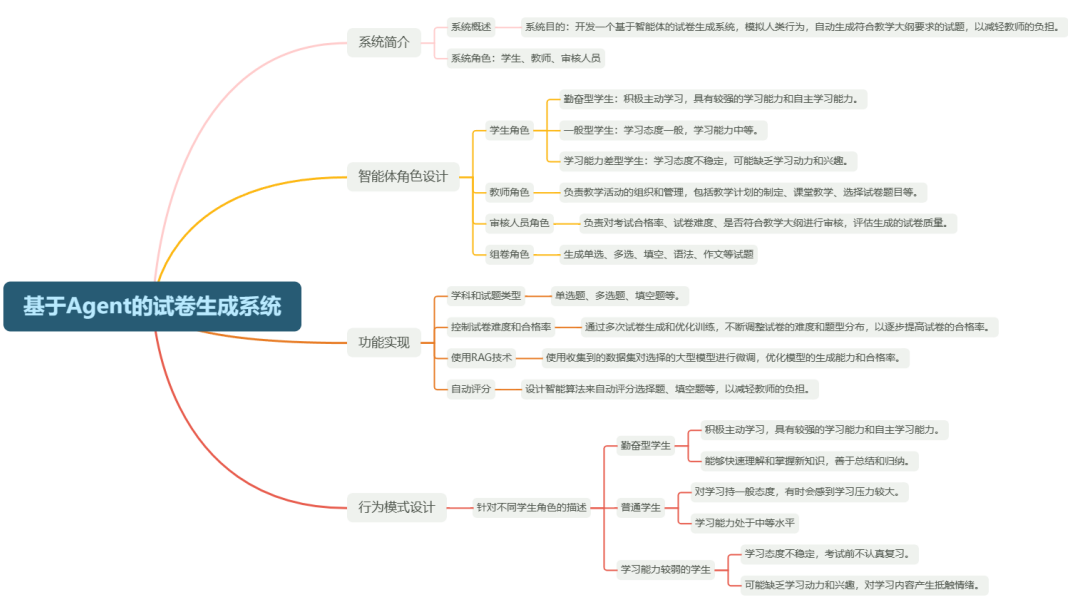 基于Agent的试卷生成系统
系统简介
系统概述
系统目的：开发一个基于智能体的试卷生成系统，模拟人类行为，自动生成符合教学大纲要求的试题，以减轻教师的负担。
系统角色：学生、教师、审核人员
智能体角色设计
学生角色
勤奋型学生：积极主动学习，具有较强的学习能力和自主学习能力。
一般型学生：学习态度一般，学习能力中等。
学习能力差型学生：学习态度不稳定，可能缺乏学习动力和兴趣。
教师角色
负责教学活动的组织和管理，包括教学计划的制定、课堂教学、选择试卷题目等。
审核人员角色
负责对考试合格率、试卷难度、是否符合教学大纲进行审核，评估生成的试卷质量。
组卷角色
生成单选、多选、填空、语法、作文等试题
功能实现
学科和试题类型
单选题、多选题、填空题等。
控制试卷难度和合格率
通过多次试卷生成和优化训练，不断调整试卷的难度和题型分布，以逐步提高试卷的合格率。
使用RAG技术
使用收集到的数据集对选择的大型模型进行微调，优化模型的生成能力和合格率。
自动评分
设计智能算法来自动评分选择题、填空题等，以减轻教师的负担。
行为模式设计
针对不同学生角色的描述
勤奋型学生
积极主动学习，具有较强的学习能力和自主学习能力。
能够快速理解和掌握新知识，善于总结和归纳。
普通学生
对学习持一般态度，有时会感到学习压力较大。
学习能力处于中等水平
学习能力较弱的学生
学习态度不稳定，考试前不认真复习。
可能缺乏学习动力和兴趣，对学习内容产生抵触情绪。